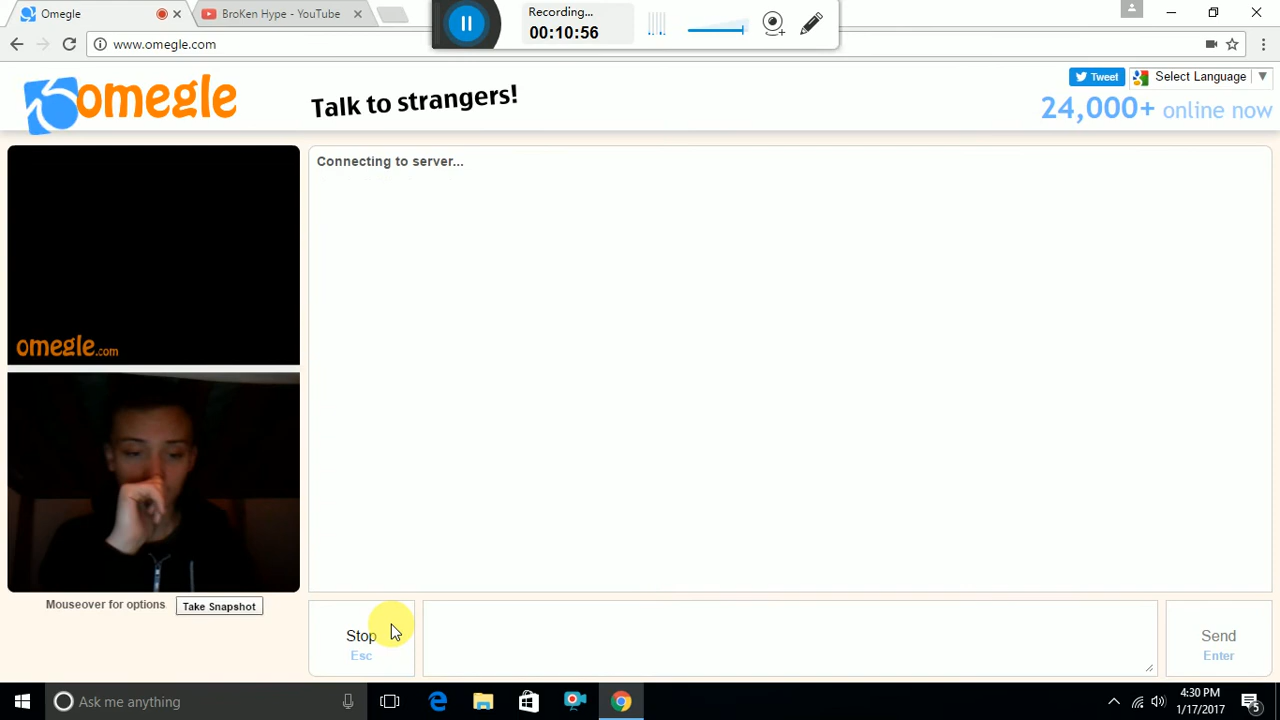 Omegle
BroKen Hype - YouTube
Recording...
00:10:56
www.omegle.com
omegle
Talk to strangers!
Tweet
Select Language
24,000+ online now
Connecting to server...
omegle.com
Mouseover for options
Take Snapshot
Stop
Esc
Send
Enter
Ask me anything
4:30 PM
1/17/2017
5